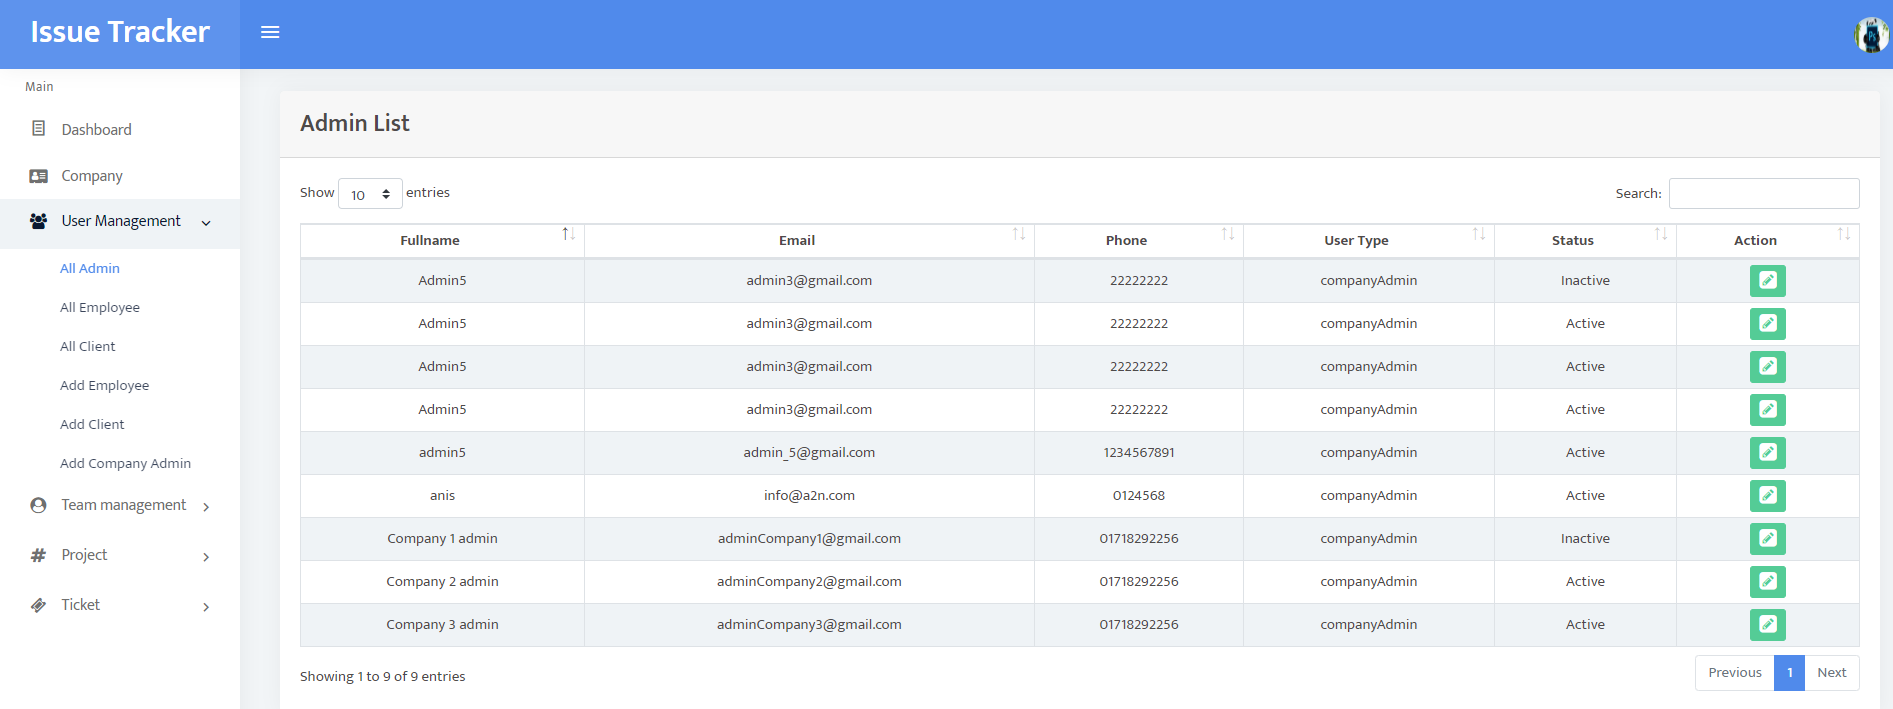 Issue Tracker
Main
Dashboard
Company
User Management
All Admin
All Employee
All Client
Add Employee
Add Client
Add Company Admin
Team management
Project
Ticket
Ps
Admin List
Show 10 entries
Search:
Fullname Email Phone User Type Status Action
Admin5 admin3@gmail.com 22222222 companyAdmin Inactive
Admin5 admin3@gmail.com 22222222 companyAdmin Active
Admin5 admin3@gmail.com 22222222 companyAdmin Active
Admin5 admin3@gmail.com 22222222 companyAdmin Active
admin5 admin_5@gmail.com 1234567891 companyAdmin Active
anis info@a2n.com 0124568 companyAdmin Active
Company 1 admin adminCompany1@gmail.com 01718292256 companyAdmin Inactive
Company 2 admin adminCompany2@gmail.com 01718292256 companyAdmin Active
Company 3 admin adminCompany3@gmail.com 01718292256 companyAdmin Active
Showing 1 to 9 of 9 entries
Previous 1 Next